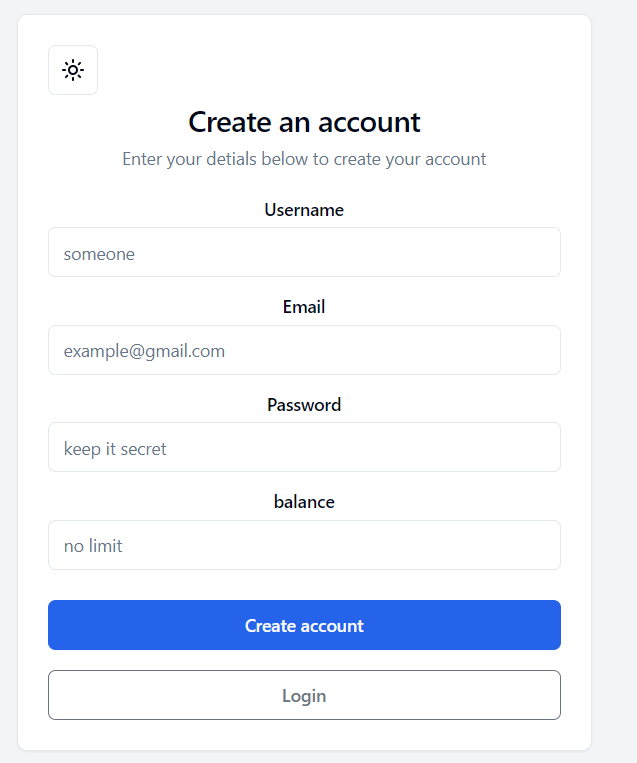 Create an account
Enter your detials below to create your account
Username
someone
Email
example@gmail.com
Password
keep it secret
balance
no limit
Create account
Login